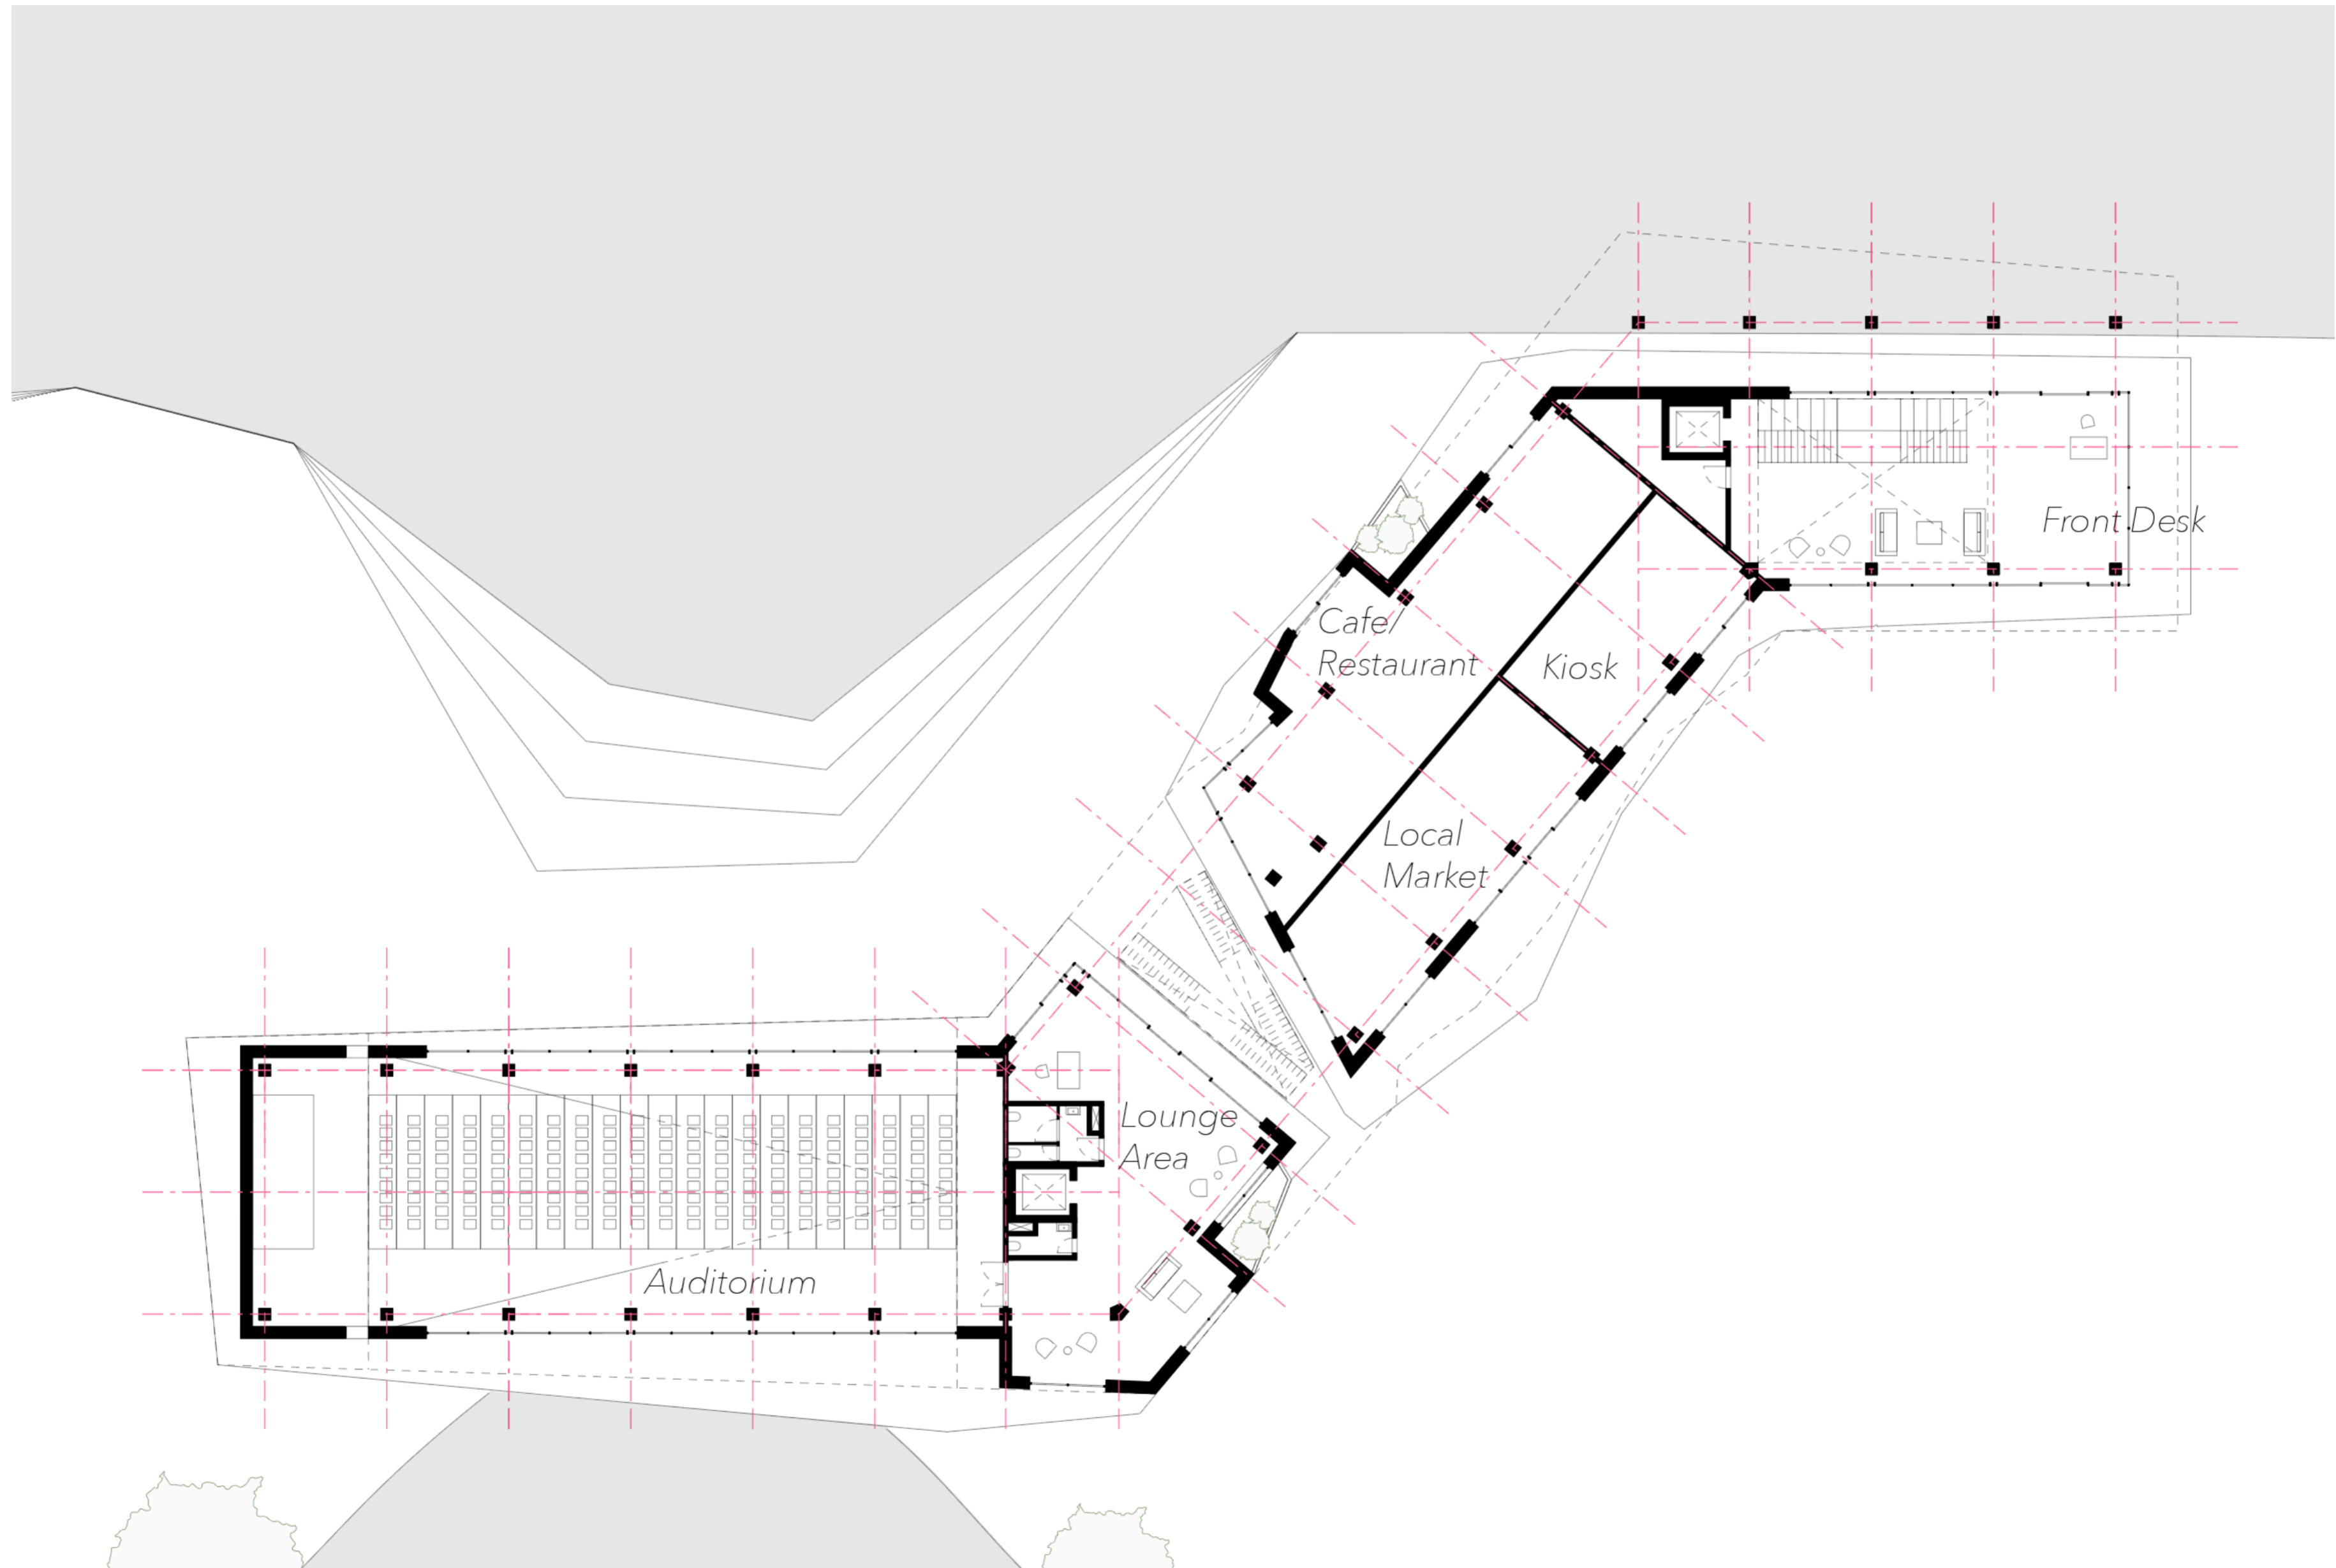 Front Desk
Cafe/
Restaurant
Kiosk
Local
Market
Lounge
Area
Auditorium